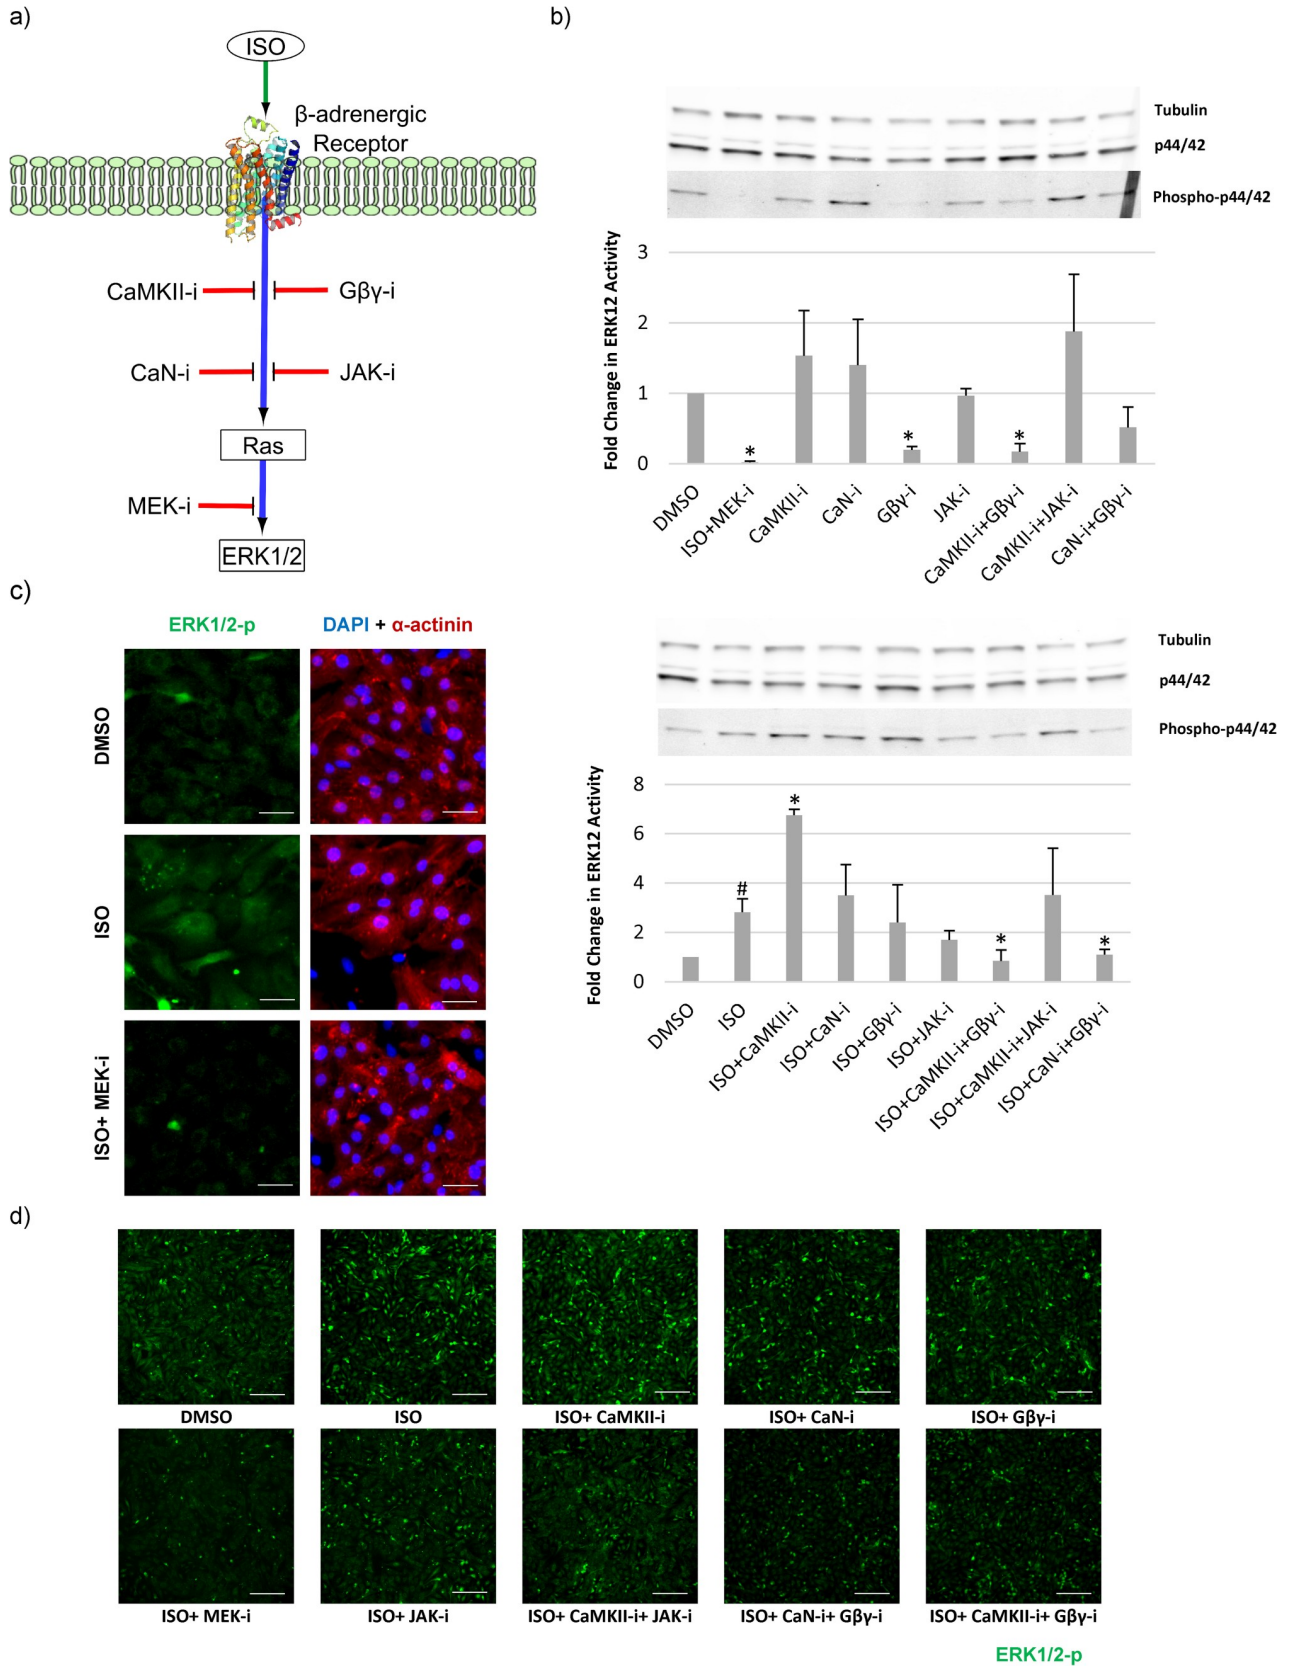 a)
ISO
β-adrenergic
Receptor
CaMKII-i
Gβγ-i
CaN-i
JAK-i
Ras
MEK-i
ERK1/2
b)
Tubulin
p44/42
Phospho-p44/42
Fold Change in ERK12 Activity
3
2
1
0
*
*
*
DMSO
ISO+MEK-i
CaMKII-i
CaN-i
Gβγ-i
JAK-i
CaMKII-i+Gβγ-i
CaMKII-i+JAK-i
CaN-i+Gβγ-i
Tubulin
p44/42
Phospho-p44/42
Fold Change in ERK12 Activity
8
6
4
2
0
#
*
*
*
DMSO
ISO
ISO+CaMKII-i
ISO+CaN-i
ISO+Gβγ-i
ISO+JAK-i
ISO+CaMKII-i+Gβγ-i
ISO+CaMKII-i+JAK-i
ISO+CaN-i+Gβγ-i
c)
ERK1/2-p
DAPI + α-actinin
DMSO
ISO
ISO+ MEK-i
d)
DMSO
ISO
ISO+ CaMKII-i
ISO+ CaN-i
ISO+ Gβγ-i
ISO+ MEK-i
ISO+ JAK-i
ISO+ CaMKII-i+ JAK-i
ISO+ CaN-i+ Gβγ-i
ISO+ CaMKII-i+ Gβγ-i
ERK1/2-p